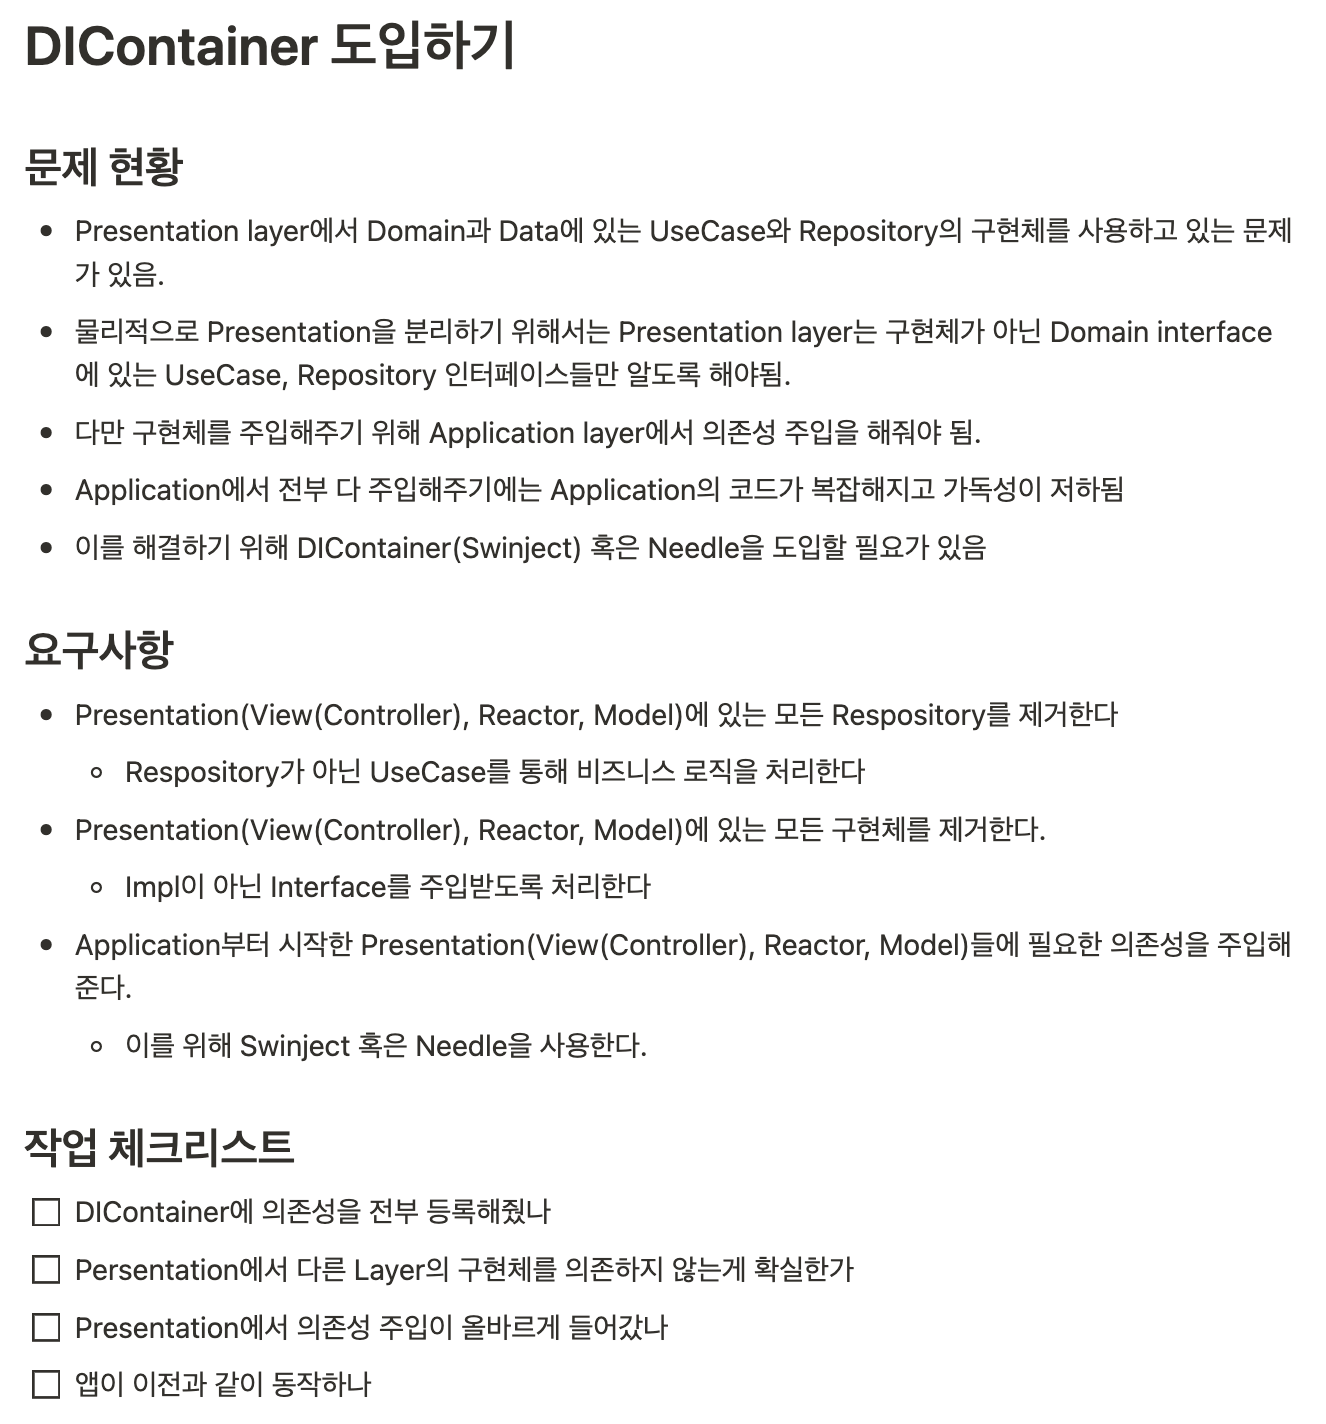 DIContainer 도입하기
문제 현황
• Presentation layer에서 Domain과 Data에 있는 UseCase와 Repository의 구현체를 사용하고 있는 문제
가 있음.
• 물리적으로 Presentation을 분리하기 위해서는 Presentation layer는 구현체가 아닌 Domain interface
에 있는 UseCase, Repository 인터페이스들만 알도록 해야됨.
• 다만 구현체를 주입해주기 위해 Application layer에서 의존성 주입을 해줘야 됨.
• Application에서 전부 다 주입해주기에는 Application의 코드가 복잡해지고 가독성이 저하됨
• 이를 해결하기 위해 DIContainer(Swinject) 혹은 Needle을 도입할 필요가 있음
요구사항
• Presentation(View(Controller), Reactor, Model)에 있는 모든 Respository를 제거한다
◦ Respository가 아닌 UseCase를 통해 비즈니스 로직을 처리한다
• Presentation(View(Controller), Reactor, Model)에 있는 모든 구현체를 제거한다.
◦ Impl이 아닌 Interface를 주입받도록 처리한다
• Application부터 시작한 Presentation(View(Controller), Reactor, Model)들에 필요한 의존성을 주입해
준다.
◦ 이를 위해 Swinject 혹은 Needle을 사용한다.
작업 체크리스트
☐ DIContainer에 의존성을 전부 등록해줬나
☐ Persentation에서 다른 Layer의 구현체를 의존하지 않는게 확실한가
☐ Presentation에서 의존성 주입이 올바르게 들어갔나
☐ 앱이 이전과 같이 동작하나